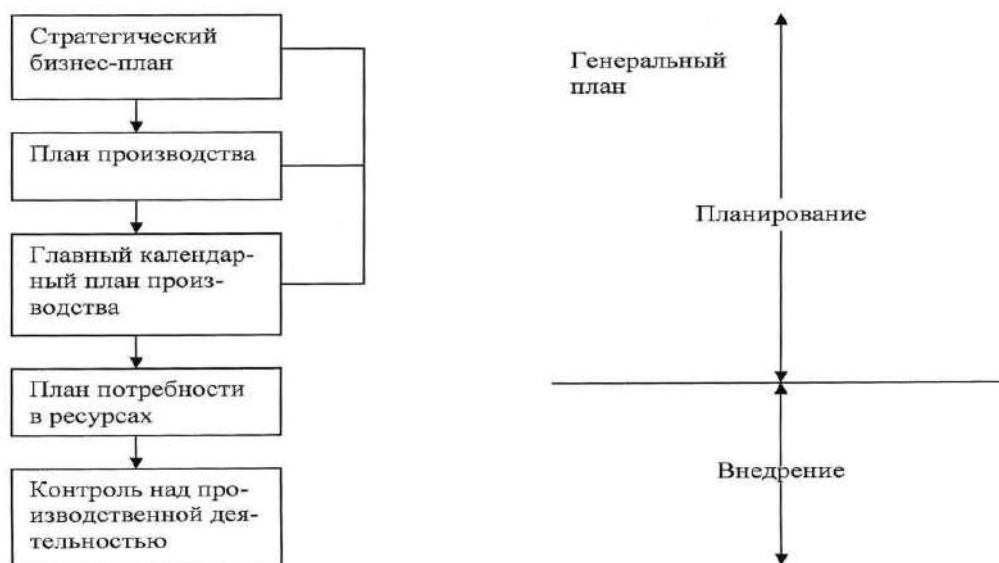 Стратегический
бизнес-план
План производства
Главный календар-
ный план произ-
водства
План потребности
в ресурсах
Контроль над про-
изводственной дея-
тельностью
Генеральный
план
Планирование
Внедрение